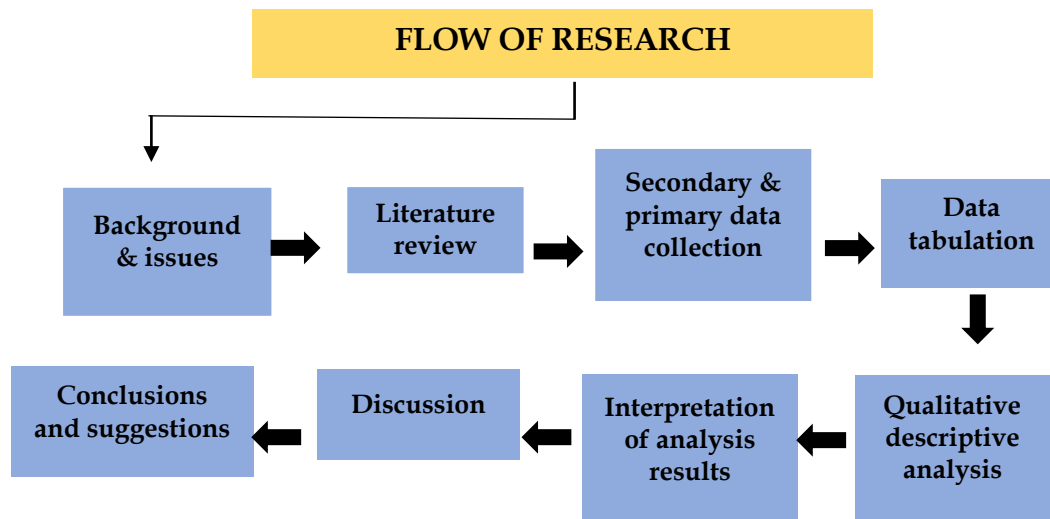 FLOW OF RESEARCH
Background
& issues
Literature
review
Secondary &
primary data
collection
Data
tabulation
Qualitative
descriptive
analysis
Interpretation
of analysis
results
Discussion
Conclusions
and suggestions